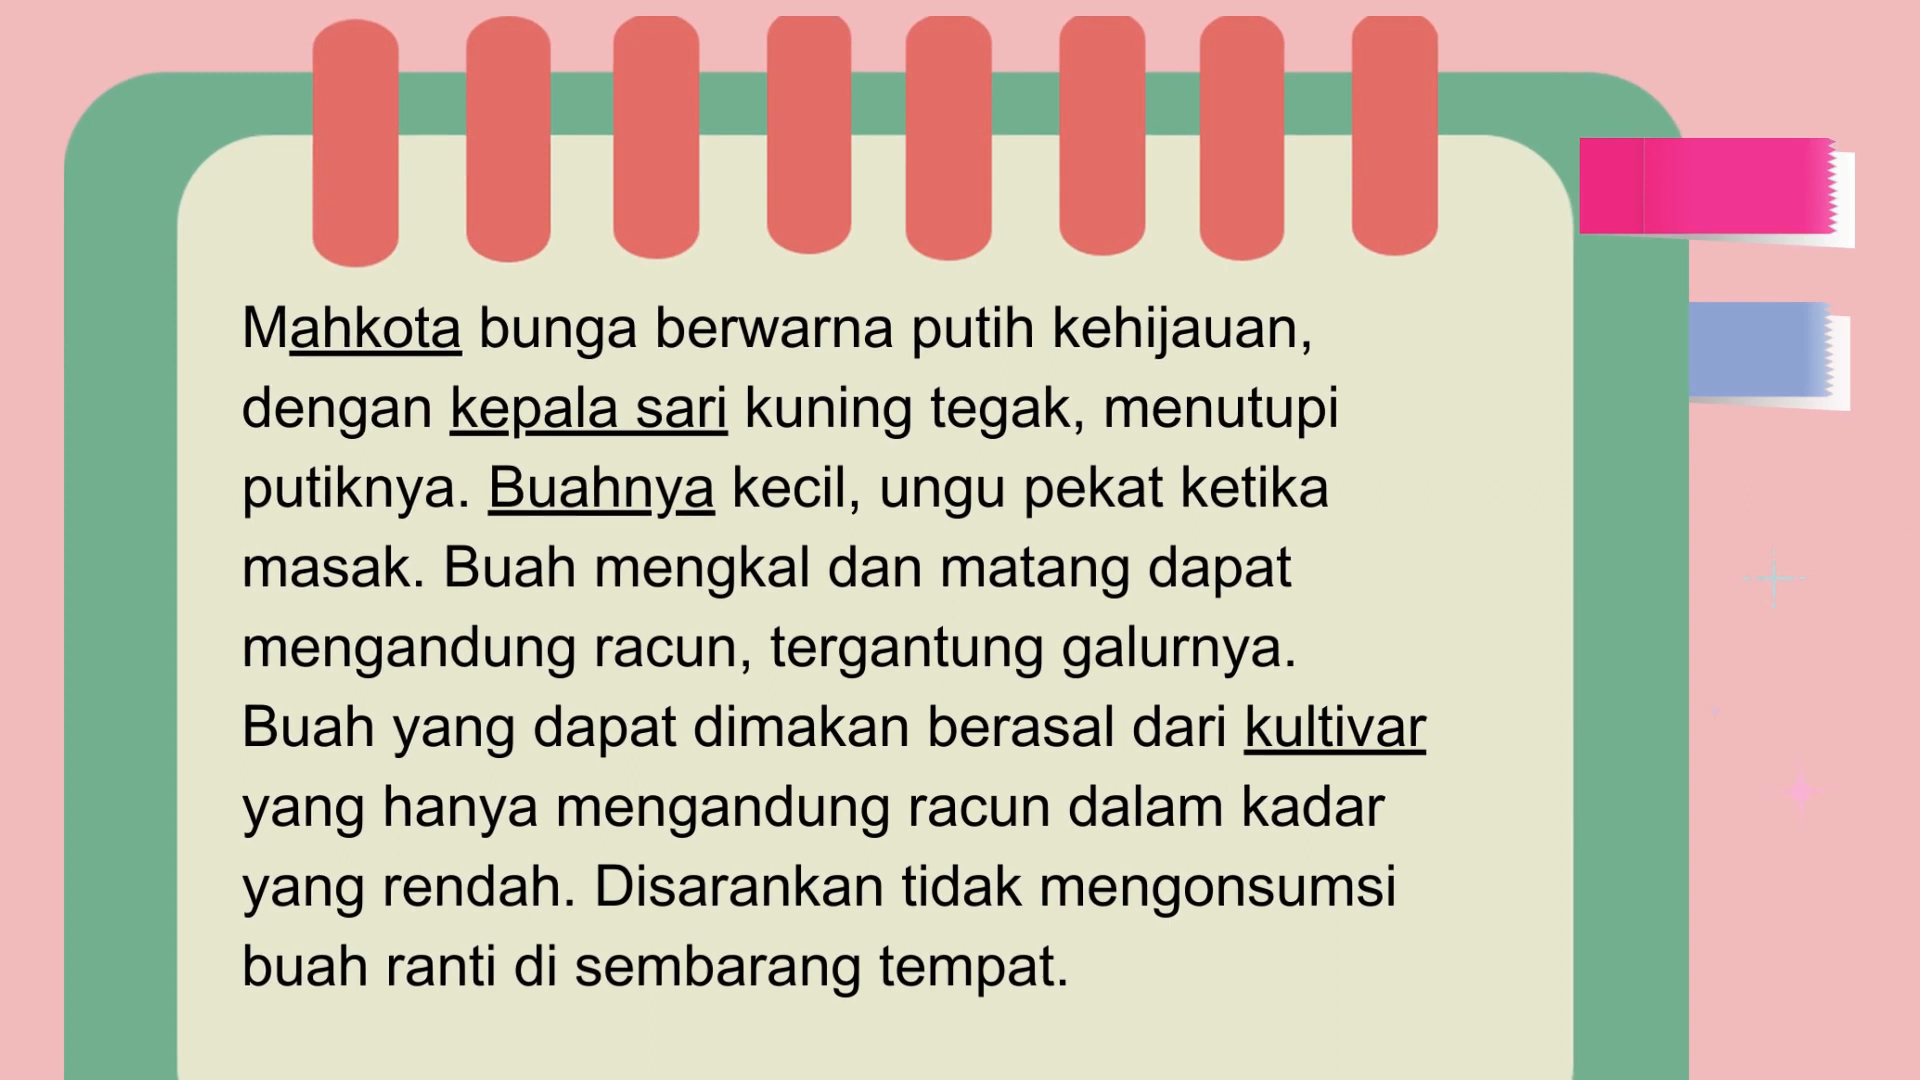 Mahkota bunga berwarna putih kehijauan,
dengan kepala sari kuning tegak, menutupi
putiknya. Buahnya kecil, ungu pekat ketika
masak. Buah mengkal dan matang dapat
mengandung racun, tergantung galurnya.
Buah yang dapat dimakan berasal dari kultivar
yang hanya mengandung racun dalam kadar
yang rendah. Disarankan tidak mengonsumsi
buah ranti di sembarang tempat.